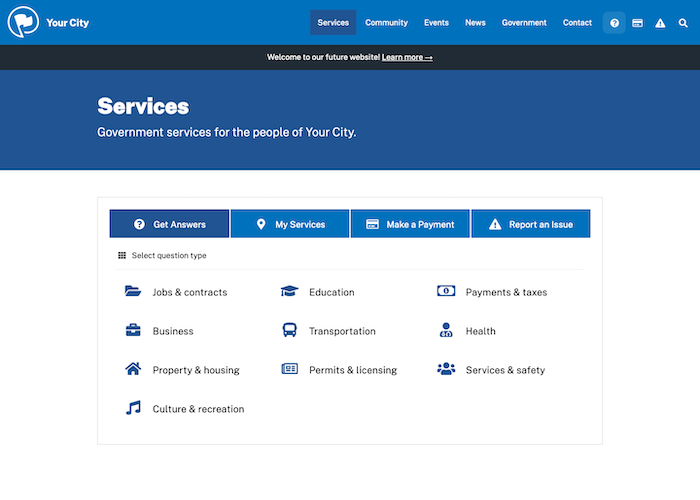 Your City
Services Community Events News Government Contact
Welcome to our future website! Learn more →
Services
Government services for the people of Your City.
Get Answers My Services Make a Payment Report an Issue
Select question type
Jobs & contracts Education Payments & taxes
Business Transportation Health
Property & housing Permits & licensing Services & safety
Culture & recreation